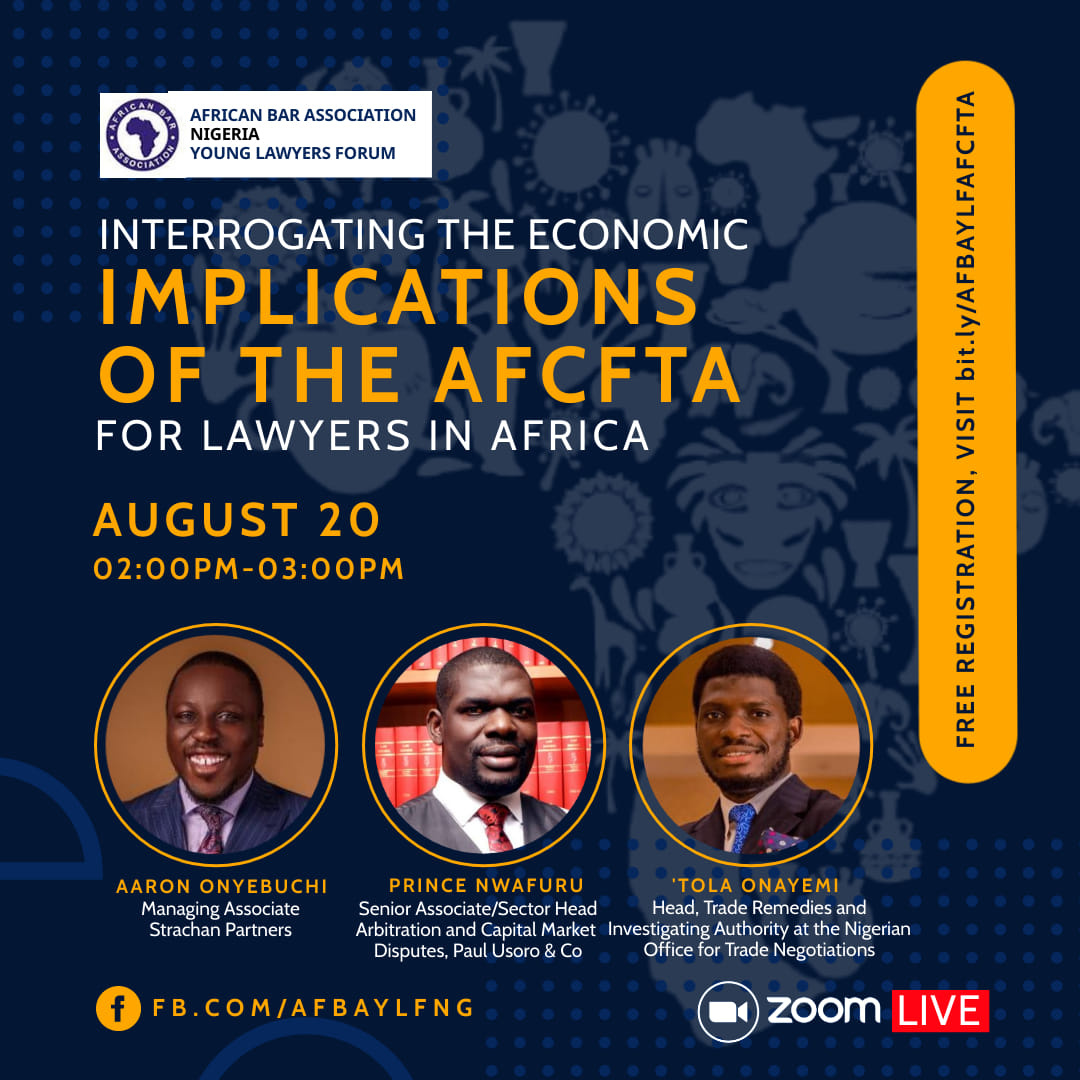 AFRICAN BAR
ASSOCIATION
AFRICAN BAR ASSOCIATION
NIGERIA
YOUNG LAWYERS FORUM
INTERROGATING THE ECONOMIC
IMPLICATIONS
OF THE AFCFTA
FOR LAWYERS IN AFRICA
AUGUST 20
02:00PM-03:00PM
FREE REGISTRATION, VISIT bit.ly/AFBAYLFAFCFTA
AARON ONYEBUCHI
Managing Associate
Strachan Partners
PRINCE NWAFURU
Senior Associate/Sector Head
Arbitration and Capital Market
Disputes, Paul Usoro & Co
'TOLA ONAYEMI
Head, Trade Remedies and
Investigating Authority at the Nigerian
Office for Trade Negotiations
FB.COM/AFBAYLFNG
zoom LIVE